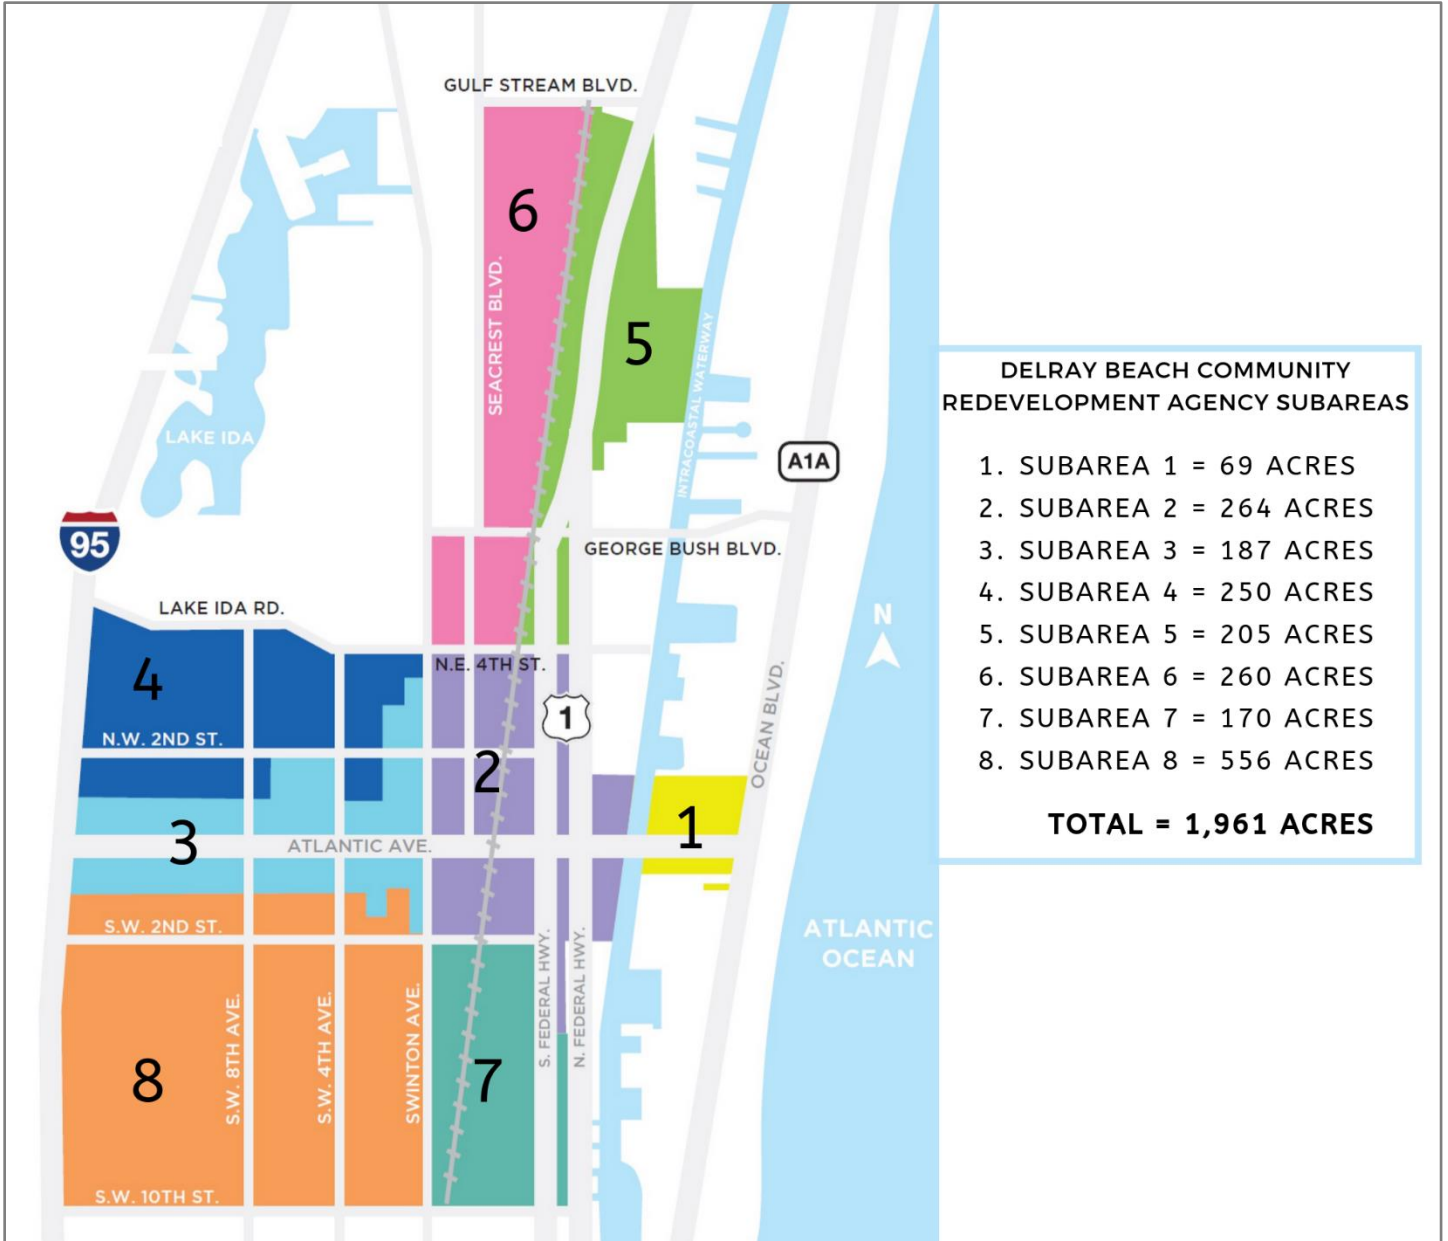 GULF STREAM BLVD.
6
SEACREST BLVD.
5
INTRACOASTAL WATERWAY
LAKE IDA
A1A
95
GEORGE BUSH BLVD.
LAKE IDA RD.
N
4
N.E. 4TH ST.
1
OCEAN BLVD.
N.W. 2ND ST.
2
3
1
ATLANTIC AVE.
S.W. 2ND ST.
ATLANTIC
OCEAN
S.W. 8TH AVE.
S.W. 4TH AVE.
SWINTON AVE.
S. FEDERAL HWY.
N. FEDERAL HWY.
8
7
S.W. 10TH ST.
DELRAY BEACH COMMUNITY
REDEVELOPMENT AGENCY SUBAREAS
1. SUBAREA 1 = 69 ACRES
2. SUBAREA 2 = 264 ACRES
3. SUBAREA 3 = 187 ACRES
4. SUBAREA 4 = 250 ACRES
5. SUBAREA 5 = 205 ACRES
6. SUBAREA 6 = 260 ACRES
7. SUBAREA 7 = 170 ACRES
8. SUBAREA 8 = 556 ACRES
TOTAL = 1,961 ACRES